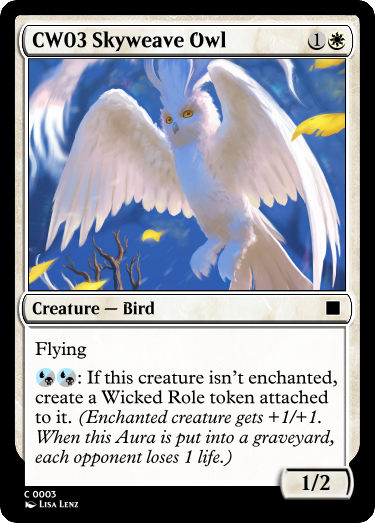 CW03 Skyweave Owl 1
Creature — Bird
Flying
: If this creature isn't enchanted,
create a Wicked Role token attached
to it. (Enchanted creature gets +1/+1.
When this Aura is put into a graveyard,
each opponent loses 1 life.)
1/2
C 0003
Lisa Lenz